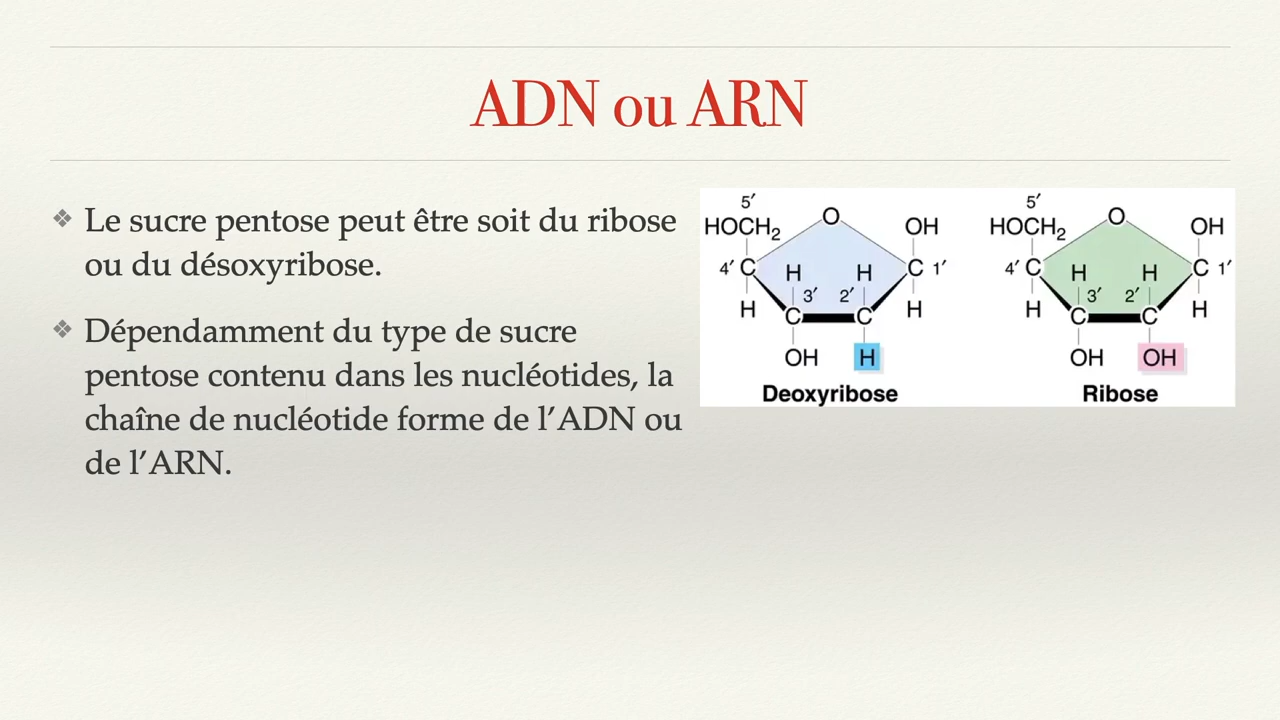 ADN ou ARN
❖ Le sucre pentose peut être soit du ribose
ou du désoxyribose.
❖ Dépendamment du type de sucre
pentose contenu dans les nucléotides, la
chaîne de nucléotide forme de l’ADN ou
de l’ARN.
5′
HOCH₂ O OH
4′ C H H C 1′
H 3′ 2′ H
C C
OH H
Deoxyribose
5′
HOCH₂ O OH
4′ C H H C 1′
H 3′ 2′ H
C C
OH OH
Ribose